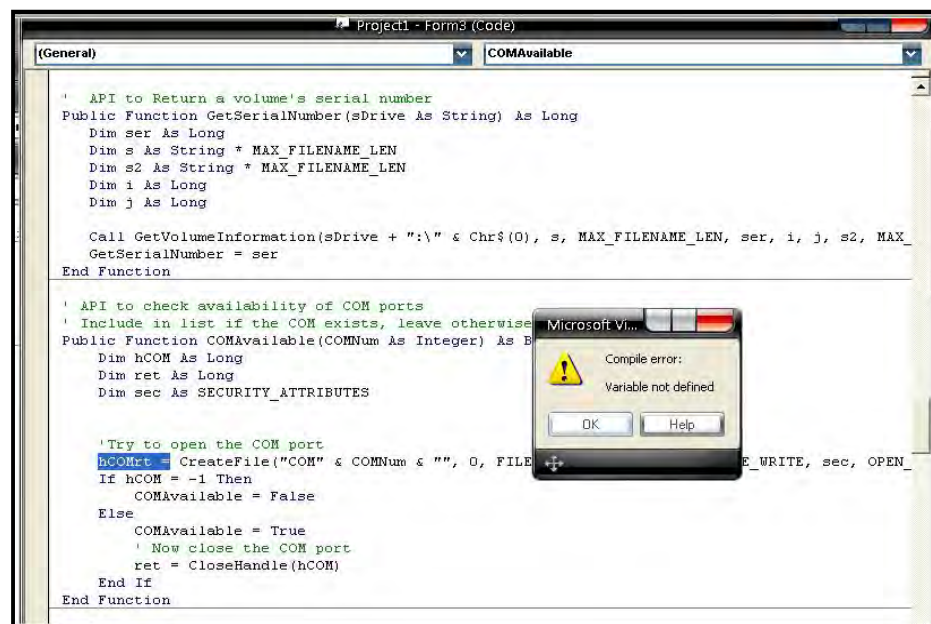 Project1 - Form3 (Code)
(General) COMAvailable
' API to Return a volume's serial number
Public Function GetSerialNumber(sDrive As String) As Long
Dim ser As Long
Dim s As String * MAX_FILENAME_LEN
Dim s2 As String * MAX_FILENAME_LEN
Dim i As Long
Dim j As Long
Call GetVolumeInformation(sDrive + ":\" & Chr$(0), s, MAX_FILENAME_LEN, ser, i, j, s2, MAX_
GetSerialNumber = ser
End Function
' API to check availability of COM ports
' Include in list if the COM exists, leave otherwise
Public Function COMAvailable(COMNum As Integer) As B
Dim hCOM As Long
Dim ret As Long
Dim sec As SECURITY_ATTRIBUTES
'Try to open the COM port
hCOMrt = CreateFile("COM" & COMNum & "", 0, FILE E_WRITE, sec, OPEN_
If hCOM = -1 Then
COMAvailable = False
Else
COMAvailable = True
' Now close the COM port
ret = CloseHandle(hCOM)
End If
End Function
Microsoft Vi...
Compile error:
Variable not defined
OK Help